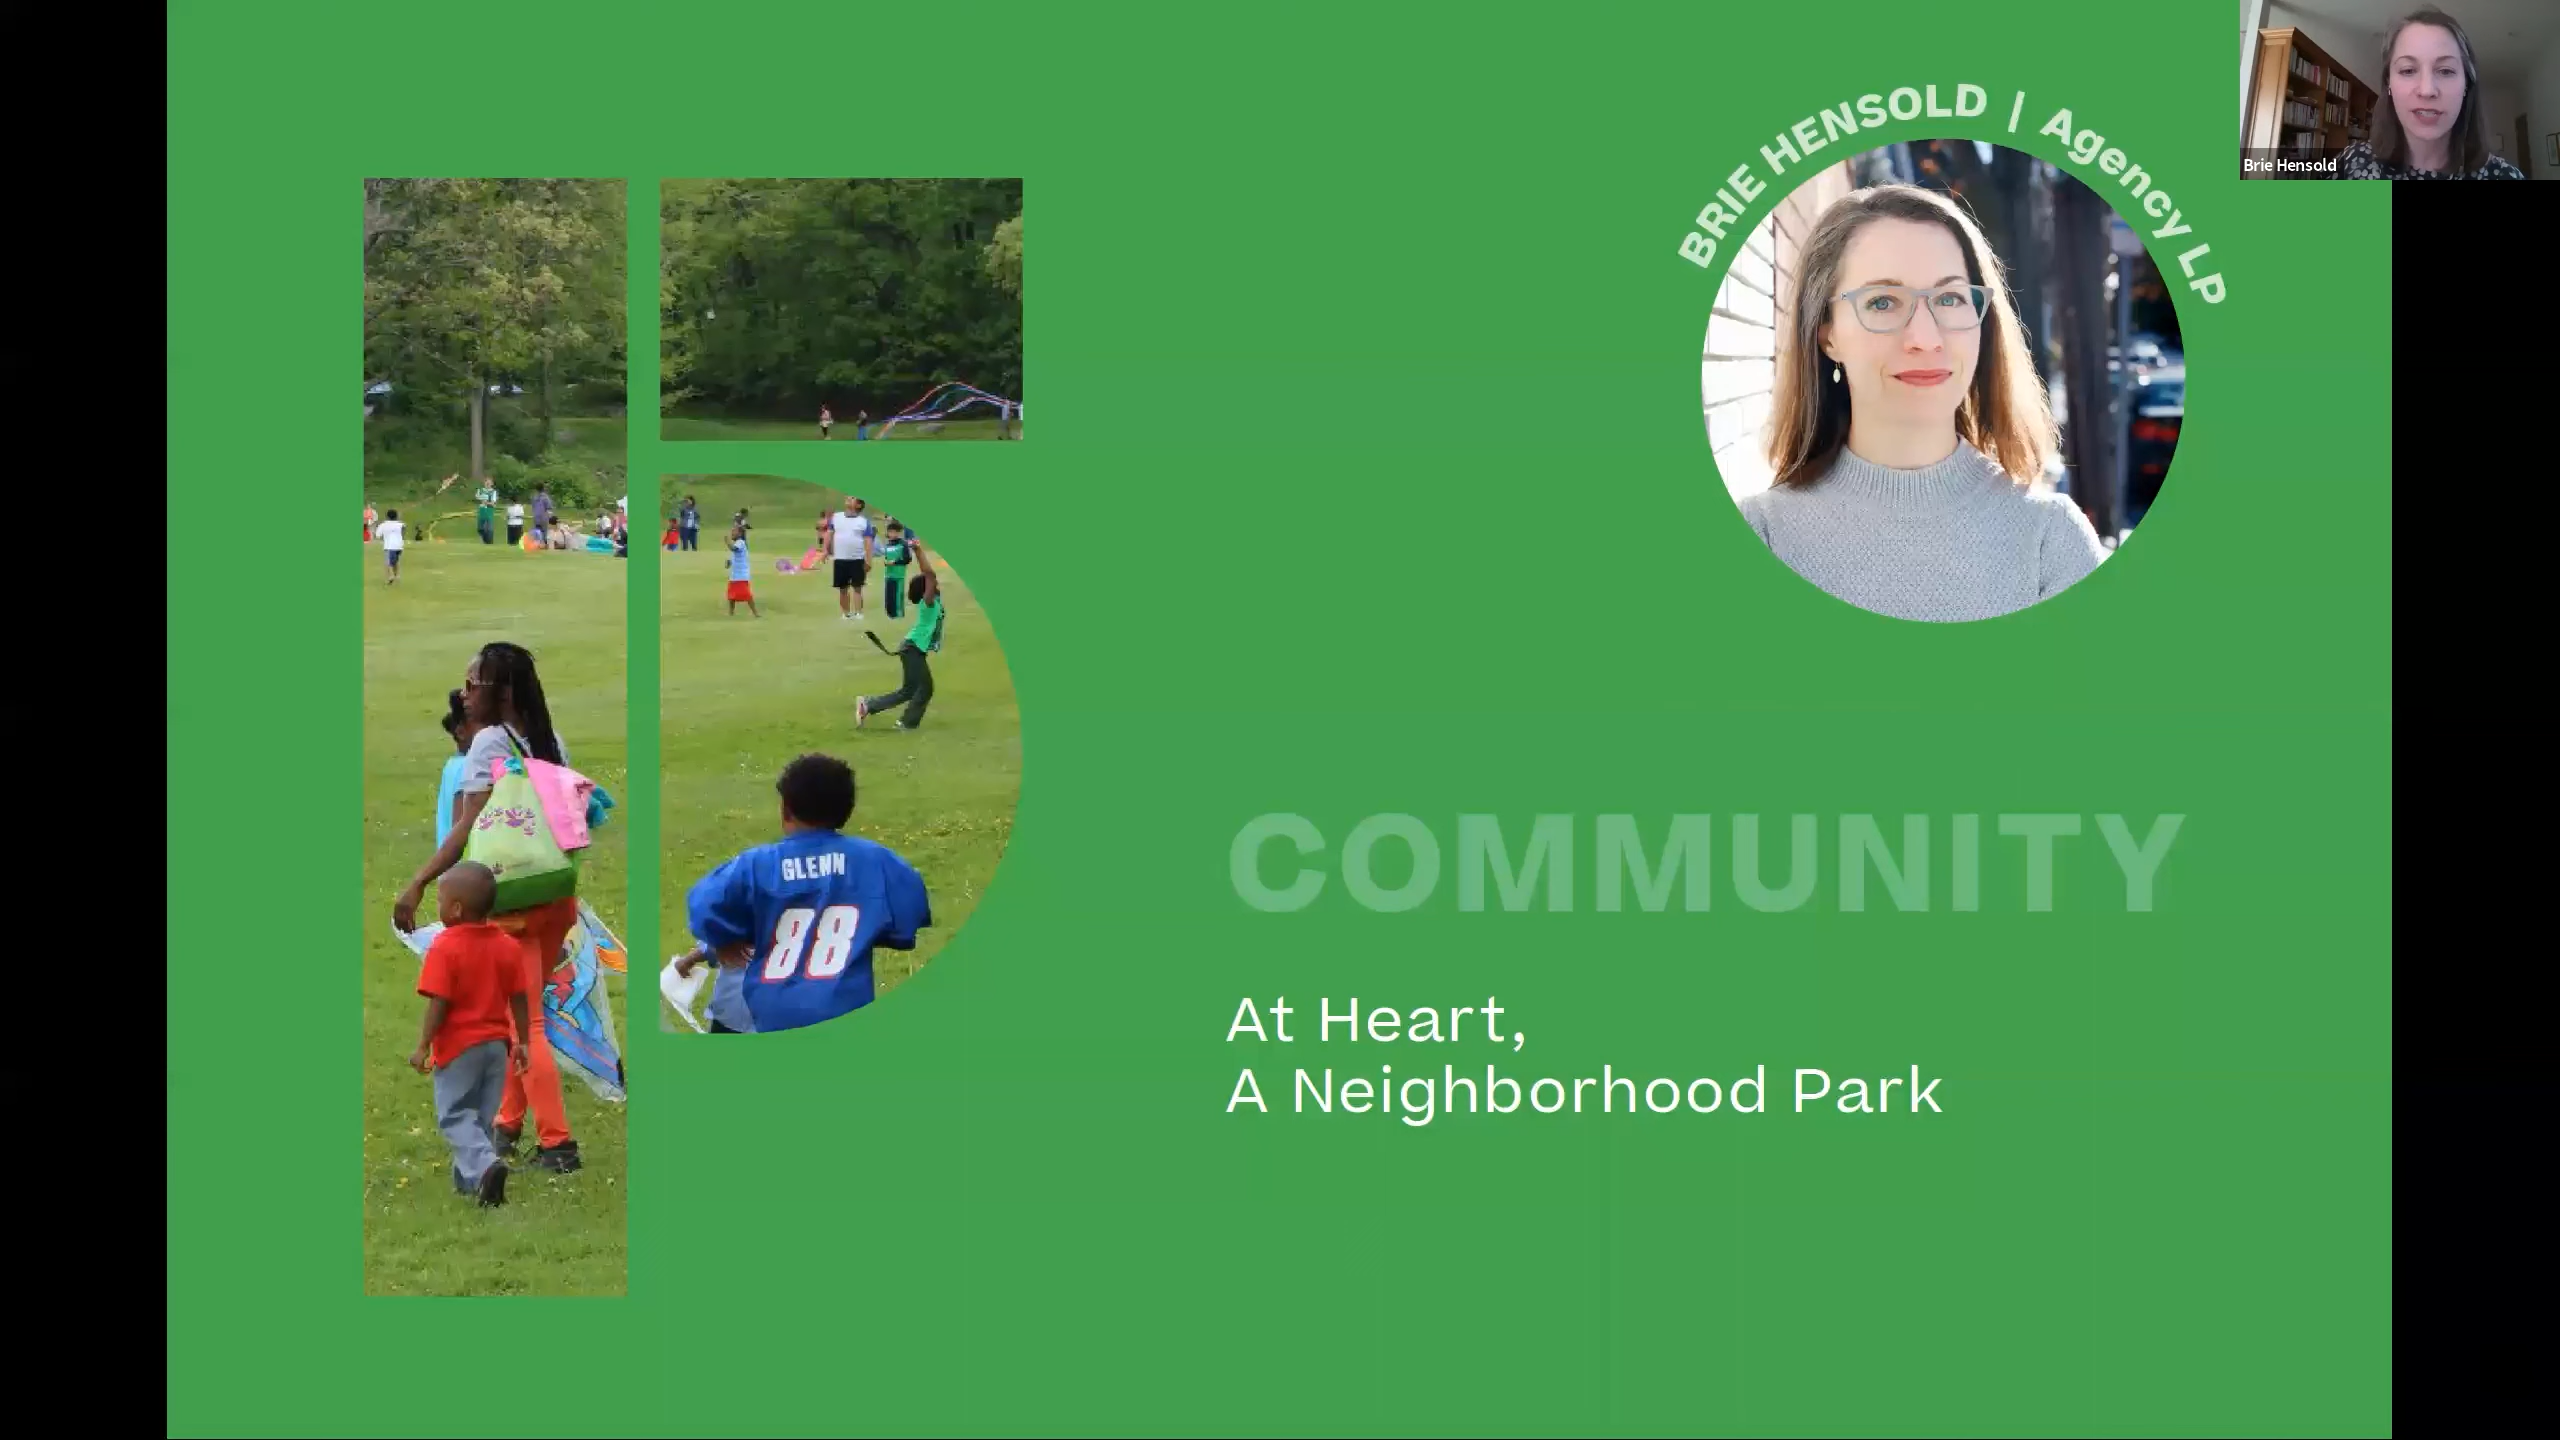 BRIE HENSOLD | Agency LP
Brie Hensold
GLENN
88
COMMUNITY
At Heart,
A Neighborhood Park